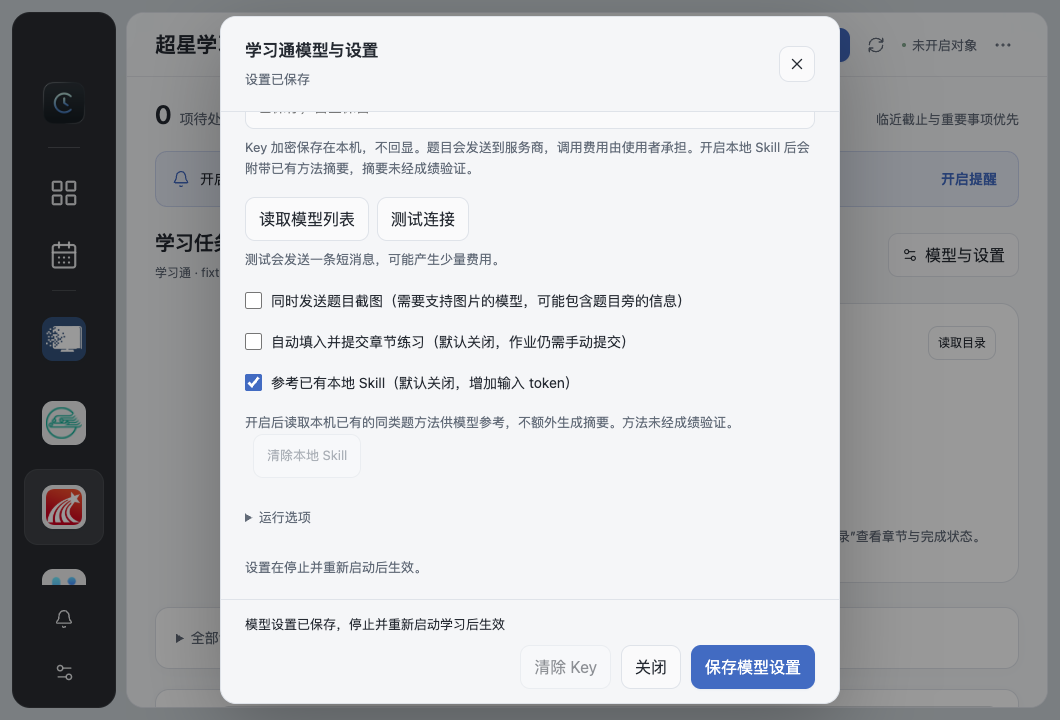 超星学
学习通模型与设置
设置已保存
未开启对象
0 项待处
临近截止与重要事项优先
Key 加密保存在本机，不回显。题目会发送到服务商，调用费用由使用者承担。开启本地 Skill 后会
附带已有方法摘要，摘要未经成绩验证。
开启提醒
读取模型列表
测试连接
学习任
学习通 · fixt
模型与设置
测试会发送一条短消息，可能产生少量费用。
同时发送题目截图（需要支持图片的模型，可能包含题目旁的信息）
自动填入并提交章节练习（默认关闭，作业仍需手动提交）
读取目录
参考已有本地 Skill（默认关闭，增加输入 token）
开启后读取本机已有的同类题方法供模型参考，不额外生成摘要。方法未经成绩验证。
清除本地 Skill
运行选项
录”查看章节与完成状态。
设置在停止并重新启动后生效。
模型设置已保存，停止并重新启动学习后生效
全部
清除 Key
关闭
保存模型设置